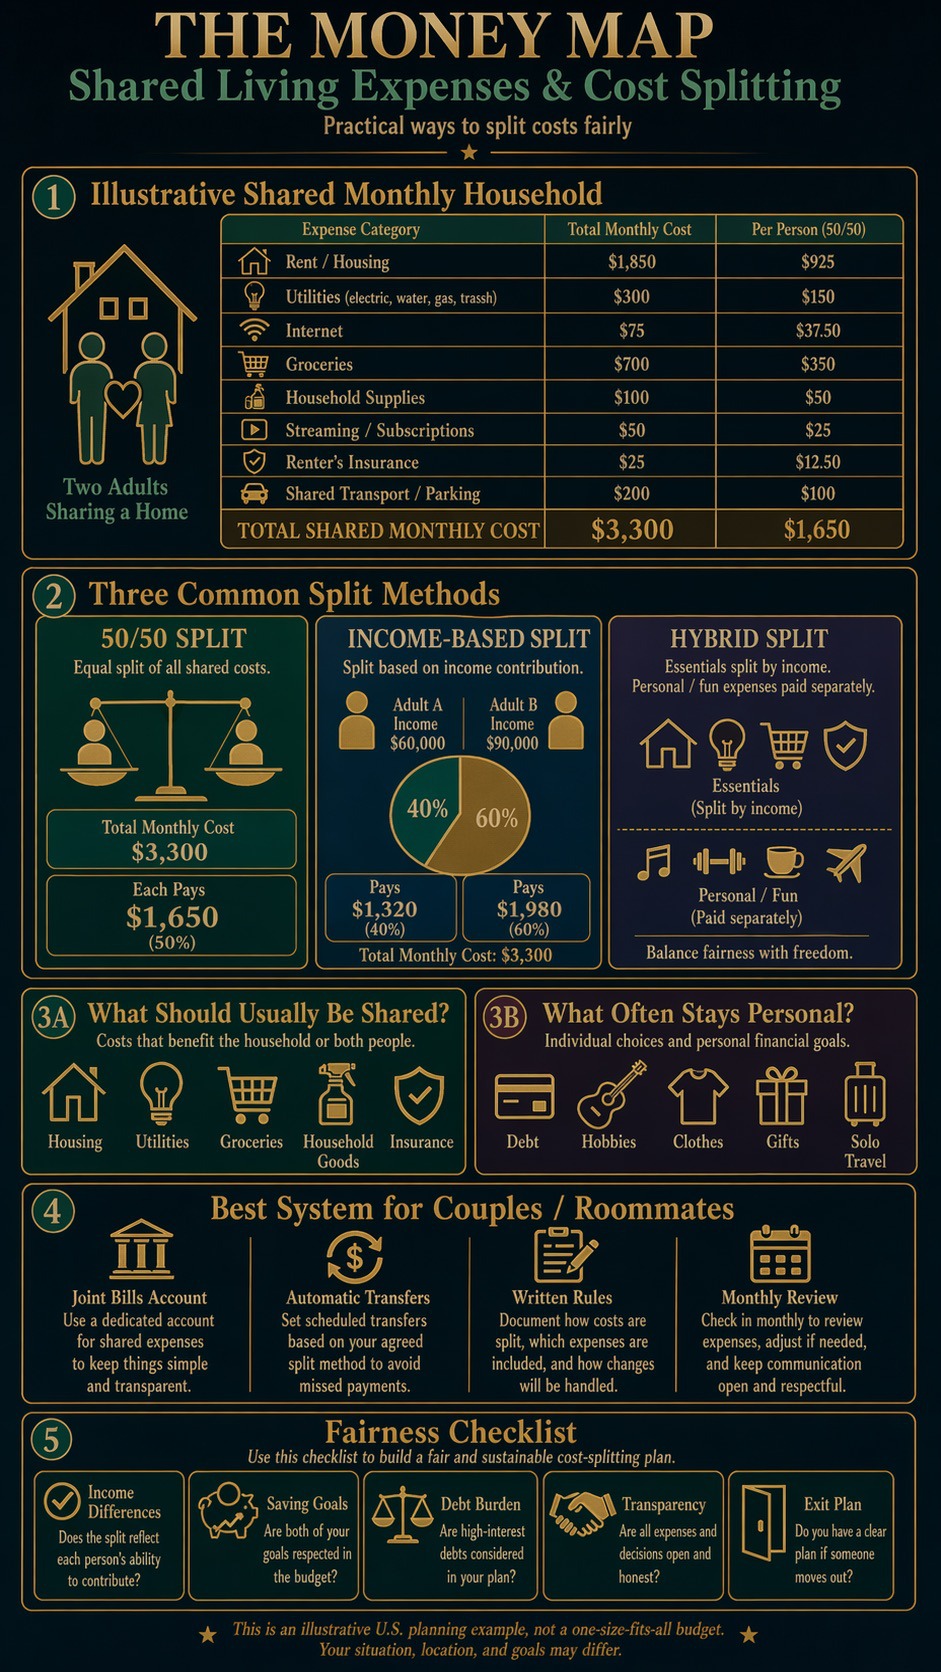 THE MONEY MAP
Shared Living Expenses & Cost Splitting
Practical ways to split costs fairly
1 Illustrative Shared Monthly Household
Expense Category Total Monthly Cost Per Person (50/50)
Rent / Housing $1,850 $925
Utilities (electric, water, gas, trassh) $300 $150
Internet $75 $37.50
Groceries $700 $350
Household Supplies $100 $50
Streaming / Subscriptions $50 $25
Renter's Insurance $25 $12.50
Shared Transport / Parking $200 $100
TOTAL SHARED MONTHLY COST $3,300 $1,650
Two Adults
Sharing a Home
2 Three Common Split Methods
50/50 SPLIT
Equal split of all shared costs.
Total Monthly Cost
$3,300
Each Pays
$1,650
(50%)
INCOME-BASED SPLIT
Split based on income contribution.
Adult A
Income
$60,000
Adult B
Income
$90,000
40%
60%
Pays
$1,320
(40%)
Pays
$1,980
(60%)
Total Monthly Cost: $3,300
HYBRID SPLIT
Essentials split by income.
Personal / fun expenses paid separately.
Essentials
(Split by income)
Personal / Fun
(Paid separately)
Balance fairness with freedom.
3A What Should Usually Be Shared?
Costs that benefit the household or both people.
Housing
Utilities
Groceries
Household
Goods
Insurance
3B What Often Stays Personal?
Individual choices and personal financial goals.
Debt
Hobbies
Clothes
Gifts
Solo
Travel
4 Best System for Couples / Roommates
$
Joint Bills Account
Use a dedicated account
for shared expenses
to keep things simple
and transparent.
Automatic Transfers
Set scheduled transfers
based on your agreed
split method to avoid
missed payments.
Written Rules
Document how costs are
split, which expenses are
included, and how changes
will be handled.
Monthly Review
Check in monthly to review
expenses, adjust if needed,
and keep communication
open and respectful.
5 Fairness Checklist
Use this checklist to build a fair and sustainable cost-splitting plan.
Income
Differences
Does the split reflect
each person's ability
to contribute?
Saving Goals
Are both of your
goals respected in
the budget?
Debt Burden
Are high-interest
debts considered
in your plan?
Transparency
Are all expenses and
decisions open and
honest?
Exit Plan
Do you have a clear
plan if someone
moves out?
This is an illustrative U.S. planning example, not a one-size-fits-all budget.
Your situation, location, and goals may differ.